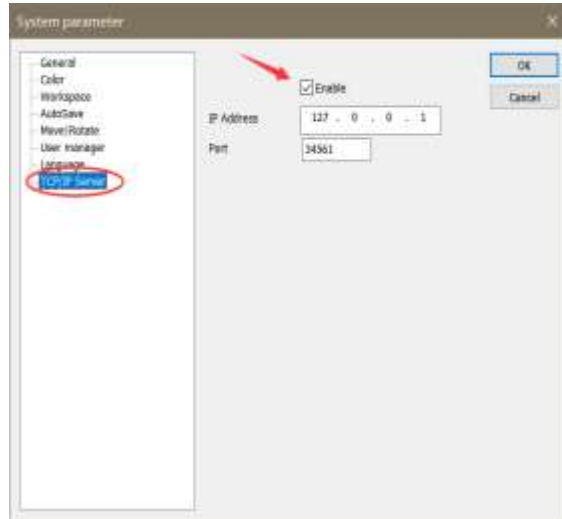 System parameter
General
Color
Workspace
AutoSave
Move|Rotate
User manager
Language
TCP/IP Server
Enable
IP Address 127 . 0 . 0 . 1
Port 34561
OK
Cancel